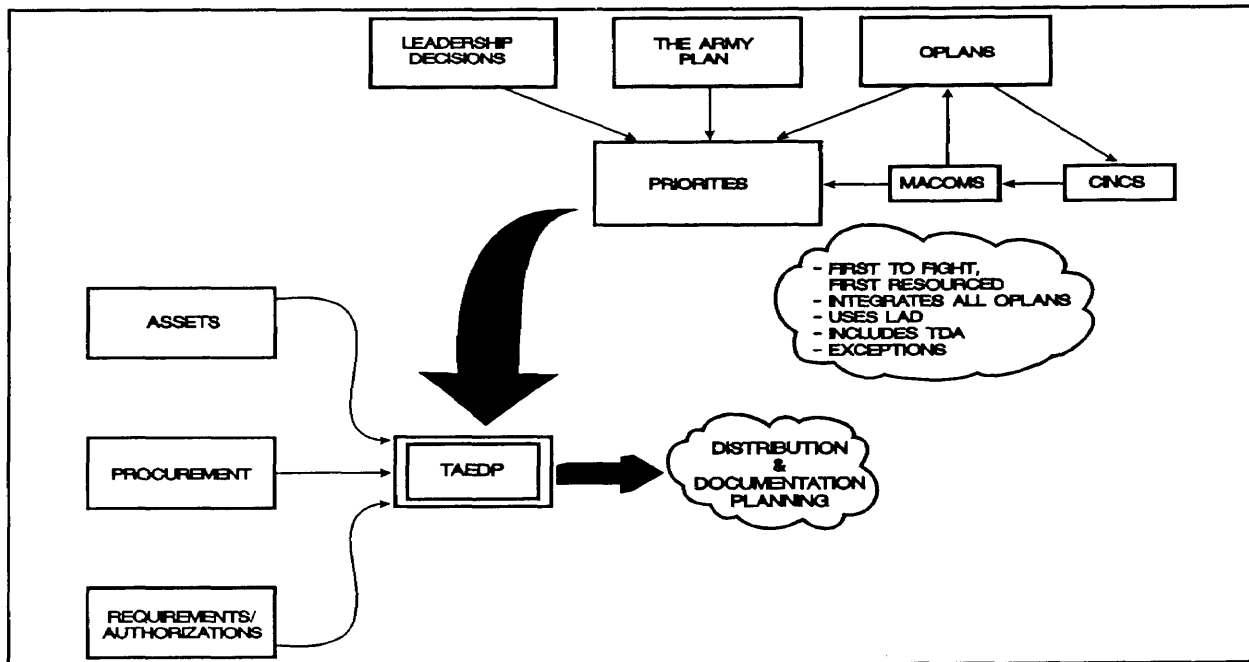 LEADERSHIP
DECISIONS
THE ARMY
PLAN
OPLANS
PRIORITIES
MACOMS
CINCS
- FIRST TO FIGHT,
FIRST RESOURCED
- INTEGRATES ALL OPLANS
- USES LAD
- INCLUDES TDA
- EXCEPTIONS
ASSETS
PROCUREMENT
TAEDP
DISTRIBUTION
&
DOCUMENTATION
PLANNING
REQUIREMENTS/
AUTHORIZATIONS